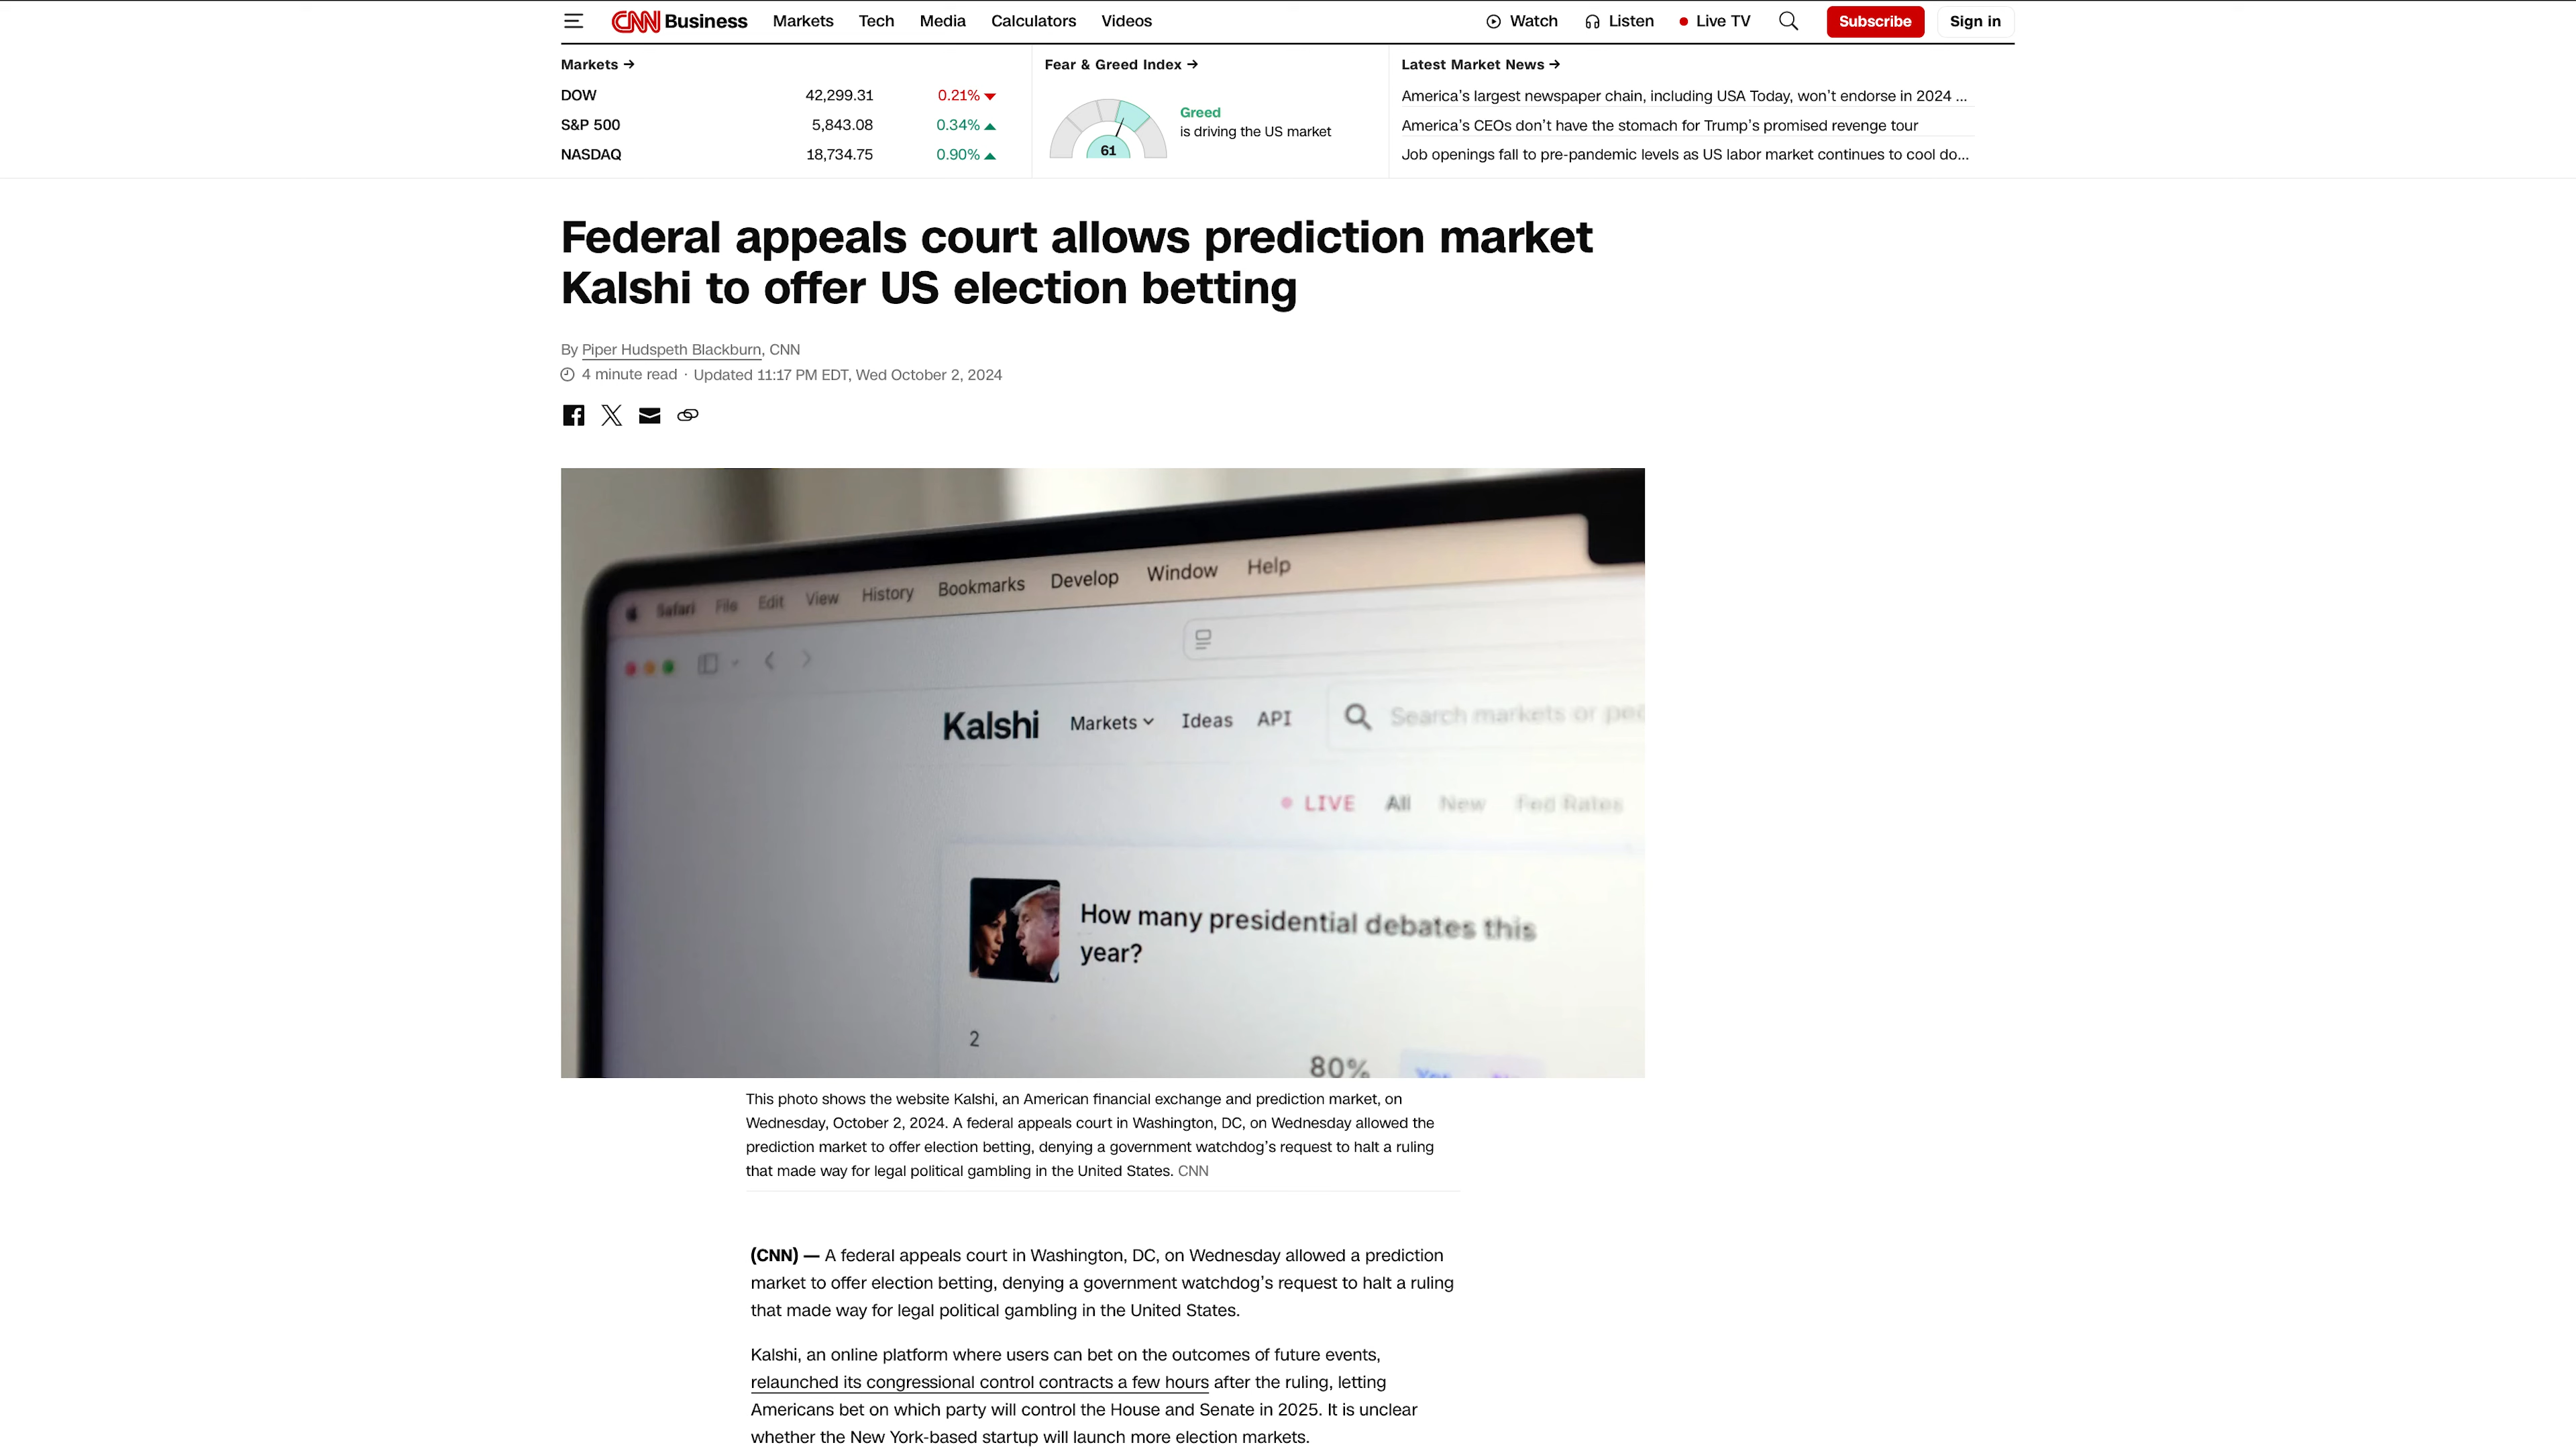 CNN Business Markets Tech Media Calculators Videos Watch Listen Live TV Subscribe Sign in
Markets →
DOW 42,299.31 0.21%
S&P 500 5,843.08 0.34%
NASDAQ 18,734.75 0.90%
Fear & Greed Index →
61
Greed
is driving the US market
Latest Market News →
America's largest newspaper chain, including USA Today, won't endorse in 2024 ...
America's CEOs don't have the stomach for Trump's promised revenge tour
Job openings fall to pre-pandemic levels as US labor market continues to cool do...
Federal appeals court allows prediction market
Kalshi to offer US election betting
By Piper Hudspeth Blackburn, CNN
4 minute read · Updated 11:17 PM EDT, Wed October 2, 2024
Safari File Edit View History Bookmarks Develop Window Help
Kalshi Markets Ideas API Search markets or
LIVE All New Fed Rates
How many presidential debates this
year?
2
80%
This photo shows the website Kalshi, an American financial exchange and prediction market, on
Wednesday, October 2, 2024. A federal appeals court in Washington, DC, on Wednesday allowed the
prediction market to offer election betting, denying a government watchdog's request to halt a ruling
that made way for legal political gambling in the United States. CNN
(CNN) — A federal appeals court in Washington, DC, on Wednesday allowed a prediction
market to offer election betting, denying a government watchdog's request to halt a ruling
that made way for legal political gambling in the United States.
Kalshi, an online platform where users can bet on the outcomes of future events,
relaunched its congressional control contracts a few hours after the ruling, letting
Americans bet on which party will control the House and Senate in 2025. It is unclear
whether the New York-based startup will launch more election markets.